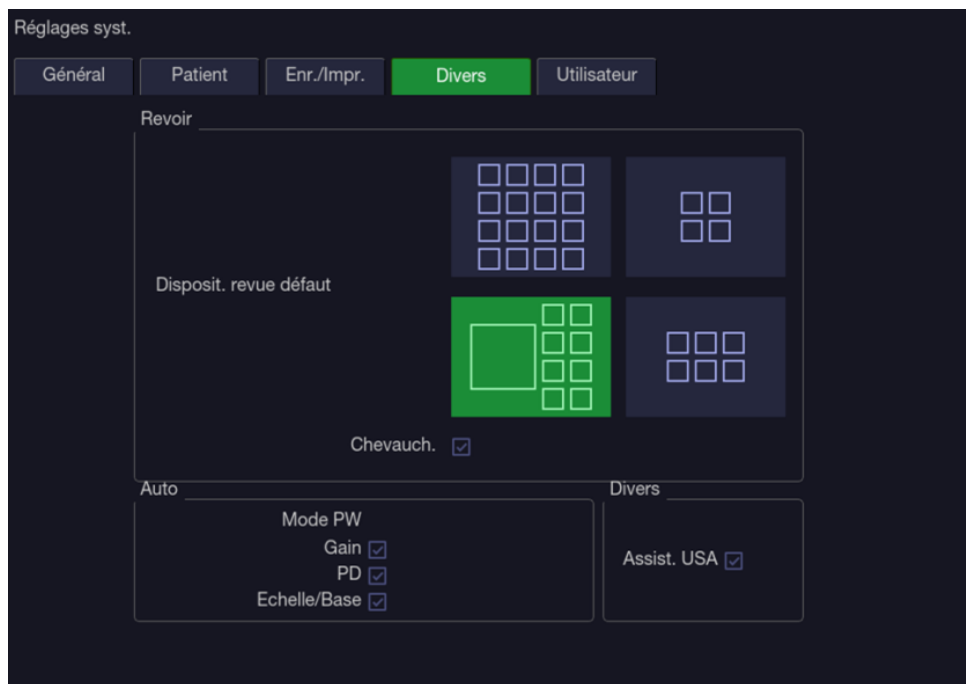 Réglages syst.
Général Patient Enr./Impr. Divers Utilisateur
Revoir
Disposit. revue défaut
Chevauch.
Auto
Mode PW
Gain
PD
Echelle/Base
Divers
Assist. USA